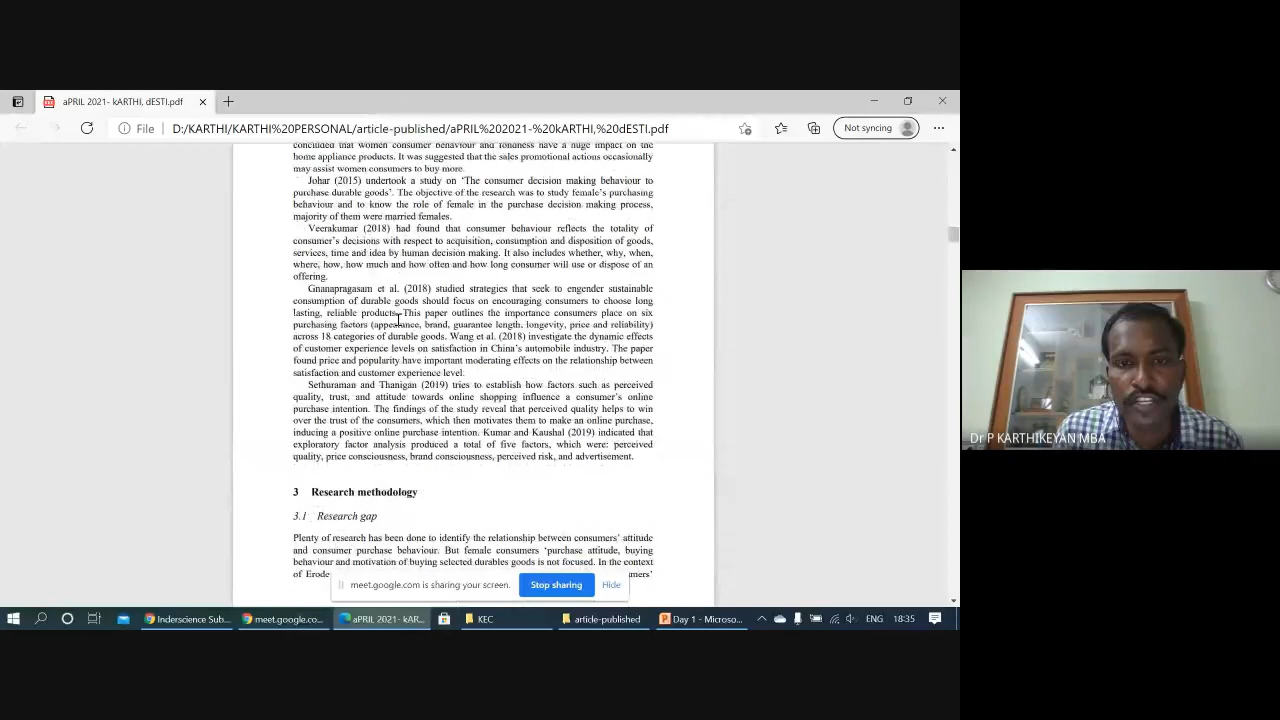 aPRIL 2021- kARTHI, dESTI.pdf
File
D:/KARTHI/KARTHI%20PERSONAL/article-published/aPRIL%202021-%20kARTHI,%20dESTI.pdf
Not syncing
concluded that women consumer behaviour and fondness have a huge impact on the
home appliance products. It was suggested that the sales promotional actions occasionally
may assist women consumers to buy more.
Johar (2015) undertook a study on 'The consumer decision making behaviour to
purchase durable goods'. The objective of the research was to study female's purchasing
behaviour and to know the role of female in the purchase decision making process,
majority of them were married females.
Veerakumar (2018) had found that consumer behaviour reflects the totality of
consumer's decisions with respect to acquisition, consumption and disposition of goods,
services, time and idea by human decision making. It also includes whether, why, when,
where, how, how much and how often and how long consumer will use or dispose of an
offering.
Gnanapragasam et al. (2018) studied strategies that seek to engender sustainable
consumption of durable goods should focus on encouraging consumers to choose long
lasting, reliable products. This paper outlines the importance consumers place on six
purchasing factors (appearance, brand, guarantee length, longevity, price and reliability)
across 18 categories of durable goods. Wang et al. (2018) investigate the dynamic effects
of customer experience levels on satisfaction in China's automobile industry. The paper
found price and popularity have important moderating effects on the relationship between
satisfaction and customer experience level.
Sethuraman and Thanigan (2019) tries to establish how factors such as perceived
quality, trust, and attitude towards online shopping influence a consumer's online
purchase intention. The findings of the study reveal that perceived quality helps to win
over the trust of the consumers, which then motivates them to make an online purchase,
inducing a positive online purchase intention. Kumar and Kaushal (2019) indicated that
exploratory factor analysis produced a total of five factors, which were: perceived
quality, price consciousness, brand consciousness, perceived risk, and advertisement.
3 Research methodology
3.1 Research gap
Plenty of research has been done to identify the relationship between consumers' attitude
and consumer purchase behaviour. But female consumers 'purchase attitude, buying
behaviour and motivation of buying selected durables goods is not focused. In the context
of Erode
meet.google.com is sharing your screen.
Stop sharing
Hide
Dr P KARTHIKEYAN MBA
Inderscience Sub...
meet.google.co...
aPRIL 2021- kAR...
KEC
article-published
Day 1 - Microso...
ENG
18:35